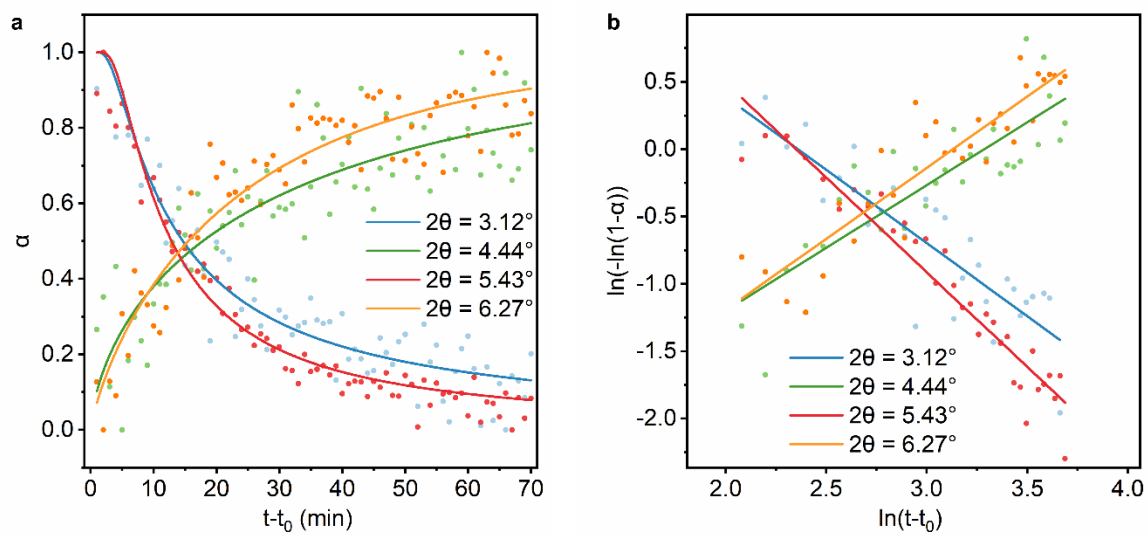 a
1.0
0.8
0.6
0.4
0.2
0.0
α
0
10
20
30
40
50
60
70
t-t₀ (min)
2θ = 3.12°
2θ = 4.44°
2θ = 5.43°
2θ = 6.27°
b
0.5
0.0
-0.5
-1.0
-1.5
-2.0
ln(-ln(1-α))
2.0
2.5
3.0
3.5
4.0
ln(t-t₀)
2θ = 3.12°
2θ = 4.44°
2θ = 5.43°
2θ = 6.27°